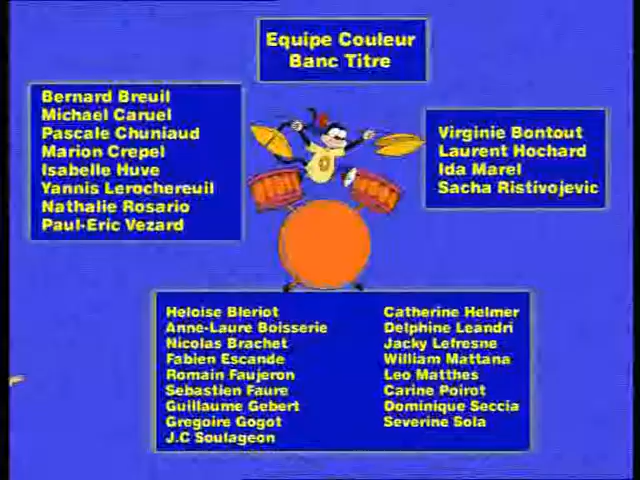 Equipe Couleur
Banc Titre
Bernard Breuil
Michael Caruel
Pascale Chuniaud
Marion Crepel
Isabelle Huve
Yannis Lerochereuil
Nathalie Rosario
Paul-Eric Vezard
Virginie Bontout
Laurent Hochard
Ida Marel
Sacha Ristivojevic
Heloise Bleriot
Anne-Laure Boisserie
Nicolas Brachet
Fabien Escande
Romain Faujeron
Sebastien Faure
Guillaume Gebert
Gregoire Gogot
J.C Soulageon
Catherine Helmer
Delphine Leandri
Jacky Lefresne
William Mattana
Leo Matthes
Carine Poirot
Dominique Seccia
Severine Sola